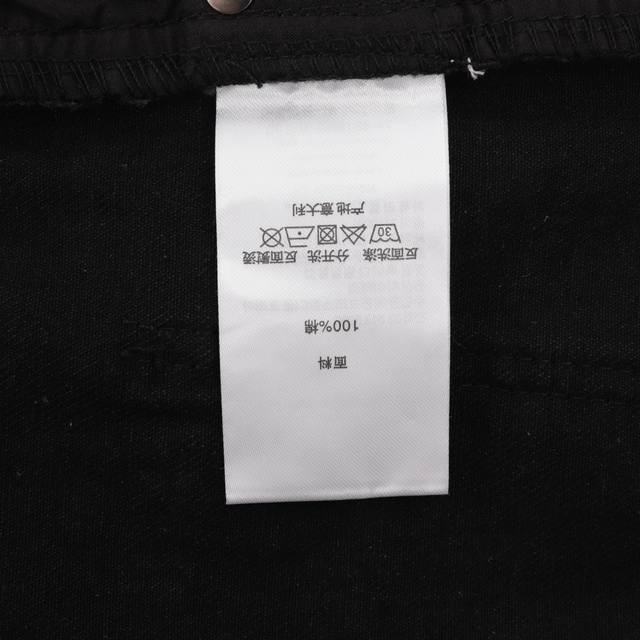 面料
100%棉
反面洗涤 分开洗 反面熨烫
30
产地意大利